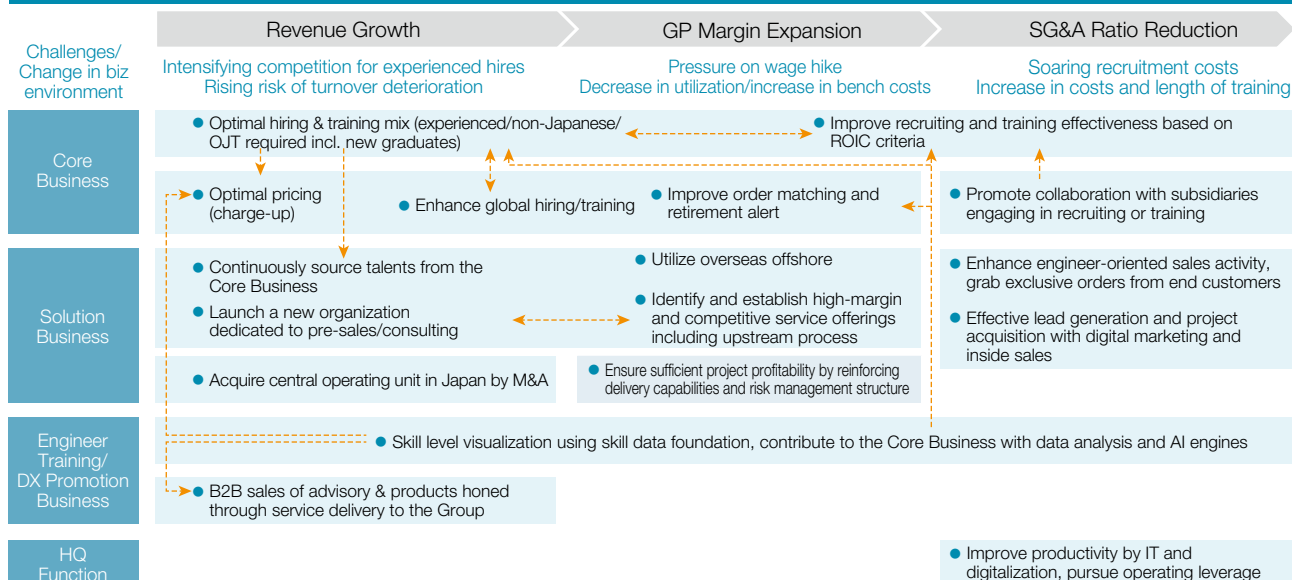 Revenue Growth
GP Margin Expansion
SG&A Ratio Reduction
Challenges/
Change in biz
environment
Intensifying competition for experienced hires
Rising risk of turnover deterioration
Pressure on wage hike
Decrease in utilization/increase in bench costs
Soaring recruitment costs
Increase in costs and length of training
Core
Business
● Optimal hiring & training mix (experienced/non-Japanese/
OJT required incl. new graduates)
● Improve recruiting and training effectiveness based on
ROIC criteria
● Optimal pricing
(charge-up)
● Enhance global hiring/training
● Improve order matching and
retirement alert
● Promote collaboration with subsidiaries
engaging in recruiting or training
Solution
Business
● Continuously source talents from the
Core Business
● Launch a new organization
dedicated to pre-sales/consulting
● Utilize overseas offshore
● Identify and establish high-margin
and competitive service offerings
including upstream process
● Enhance engineer-oriented sales activity,
grab exclusive orders from end customers
● Effective lead generation and project
acquisition with digital marketing and
inside sales
● Acquire central operating unit in Japan by M&A
● Ensure sufficient project profitability by reinforcing
delivery capabilities and risk management structure
Engineer
Training/
DX Promotion
Business
● Skill level visualization using skill data foundation, contribute to the Core Business with data analysis and AI engines
● B2B sales of advisory & products honed
through service delivery to the Group
HQ
Function
● Improve productivity by IT and
digitalization, pursue operating leverage